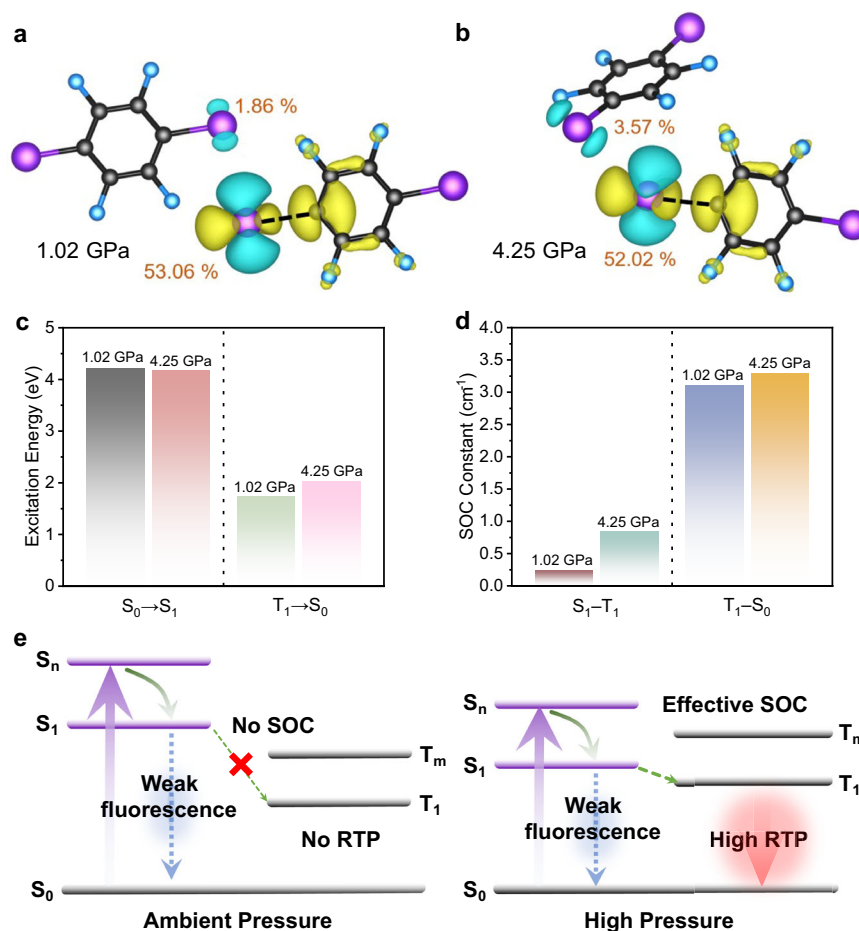 a
1.86 %
53.06 %
1.02 GPa
b
3.57 %
52.02 %
4.25 GPa
c
Excitation Energy (eV)
5
4
3
2
1
0
1.02 GPa
4.25 GPa
1.02 GPa
4.25 GPa
S₀→S₁
T₁→S₀
d
SOC Constant (cm⁻¹)
4.0
3.5
3.0
2.5
2.0
1.5
1.0
0.5
0.0
1.02 GPa
4.25 GPa
1.02 GPa
4.25 GPa
S₁–T₁
T₁–S₀
e
Sₙ
S₁
No SOC
Tₘ
Weak
fluorescence
T₁
No RTP
S₀
Ambient Pressure
Sₙ
Effective SOC
Tₙ
S₁
T₁
Weak
fluorescence
High RTP
S₀
High Pressure